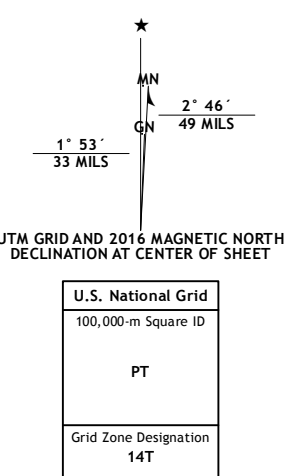 ★
MN
2° 46´
49 MILS
GN
1° 53´
33 MILS
UTM GRID AND 2016 MAGNETIC NORTH
DECLINATION AT CENTER OF SHEET
U.S. National Grid
100,000-m Square ID
PT
Grid Zone Designation
14T